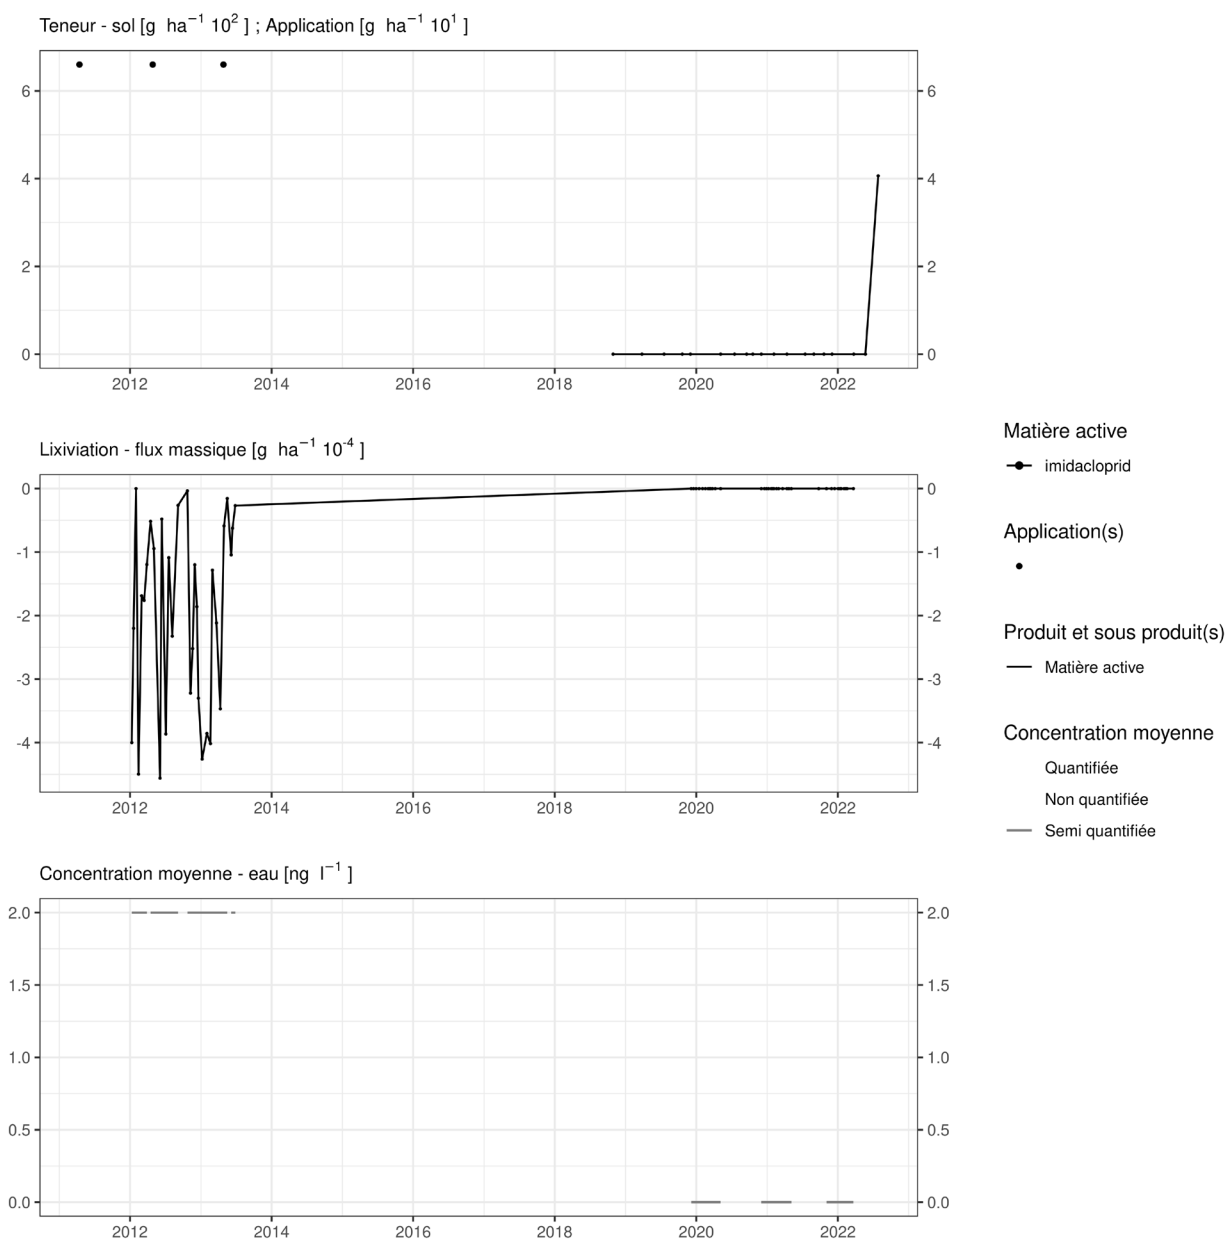 Teneur - sol [g ha⁻¹ 10² ] ; Application [g ha⁻¹ 10¹ ]
6 6
4 4
2 2
0 0
2012 2014 2016 2018 2020 2022
Lixiviation - flux massique [g ha⁻¹ 10⁻⁴ ]
0 0
-1 -1
-2 -2
-3 -3
-4 -4
2012 2014 2016 2018 2020 2022
Concentration moyenne - eau [ng l⁻¹ ]
2.0 2.0
1.5 1.5
1.0 1.0
0.5 0.5
0.0 0.0
2012 2014 2016 2018 2020 2022
Matière active
imidacloprid
Application(s)
Produit et sous produit(s)
Matière active
Concentration moyenne
Quantifiée
Non quantifiée
Semi quantifiée